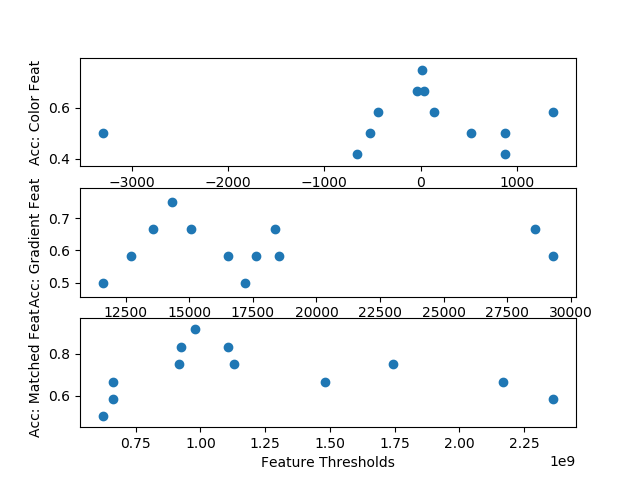 Acc: Color Feat
0.6
0.4
−3000 −2000 −1000 0 1000
Acc: Gradient Feat
0.7
0.6
0.5
12500 15000 17500 20000 22500 25000 27500 30000
Acc: Matched Feat
0.8
0.6
0.75 1.00 1.25 1.50 1.75 2.00 2.25
Feature Thresholds
1e9